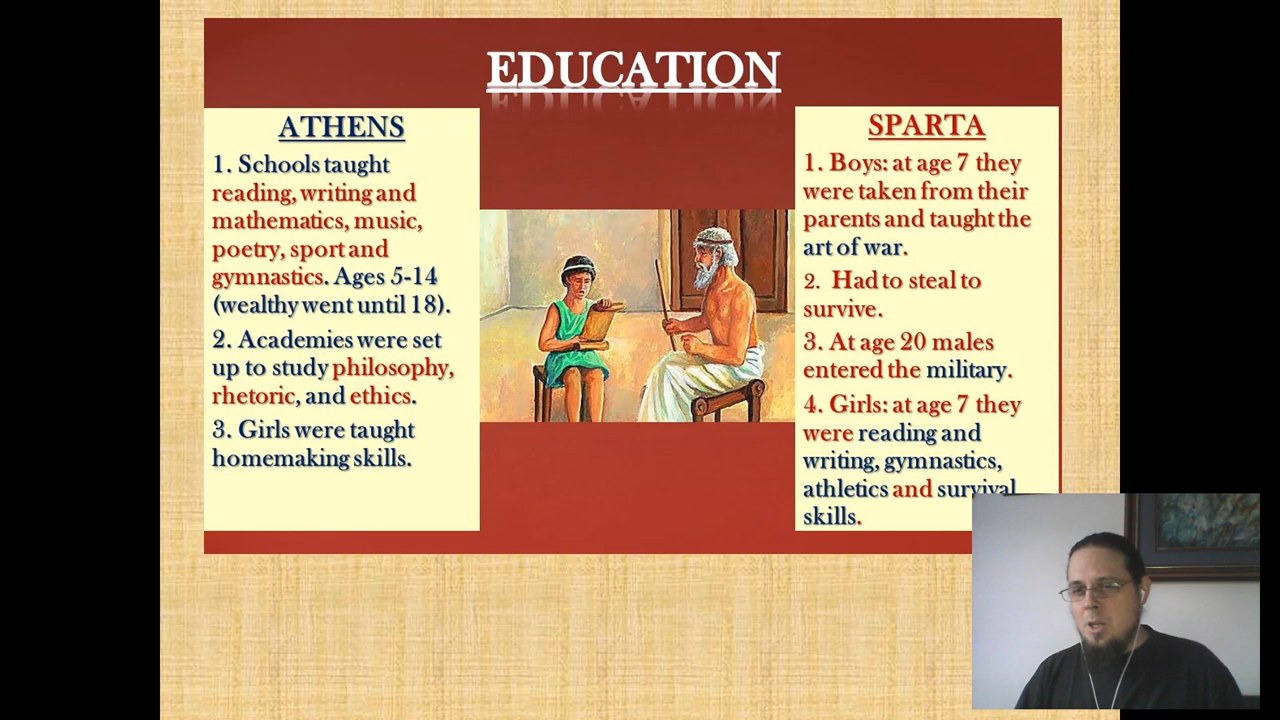 EDUCATION
ATHENS
1. Schools taught
reading, writing and
mathematics, music,
poetry, sport and
gymnastics. Ages 5-14
(wealthy went until 18).
2. Academies were set
up to study philosophy,
rhetoric, and ethics.
3. Girls were taught
homemaking skills.
SPARTA
1. Boys: at age 7 they
were taken from their
parents and taught the
art of war.
2. Had to steal to
survive.
3. At age 20 males
entered the military.
4. Girls: at age 7 they
were reading and
writing, gymnastics,
athletics and survival
skills.